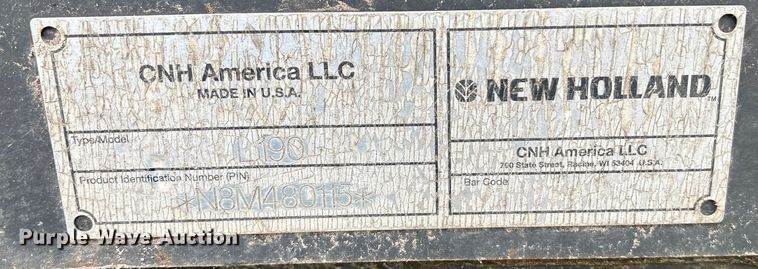 CNH America LLC
MADE IN U.S.A.
Type/Model
L190
Product Identification Number (PIN)
*N8M480115*
NEW HOLLAND
CNH America LLC
700 State Street, Racine, WI 53404 U.S.A.
Bar Code
Purple Wave Auction